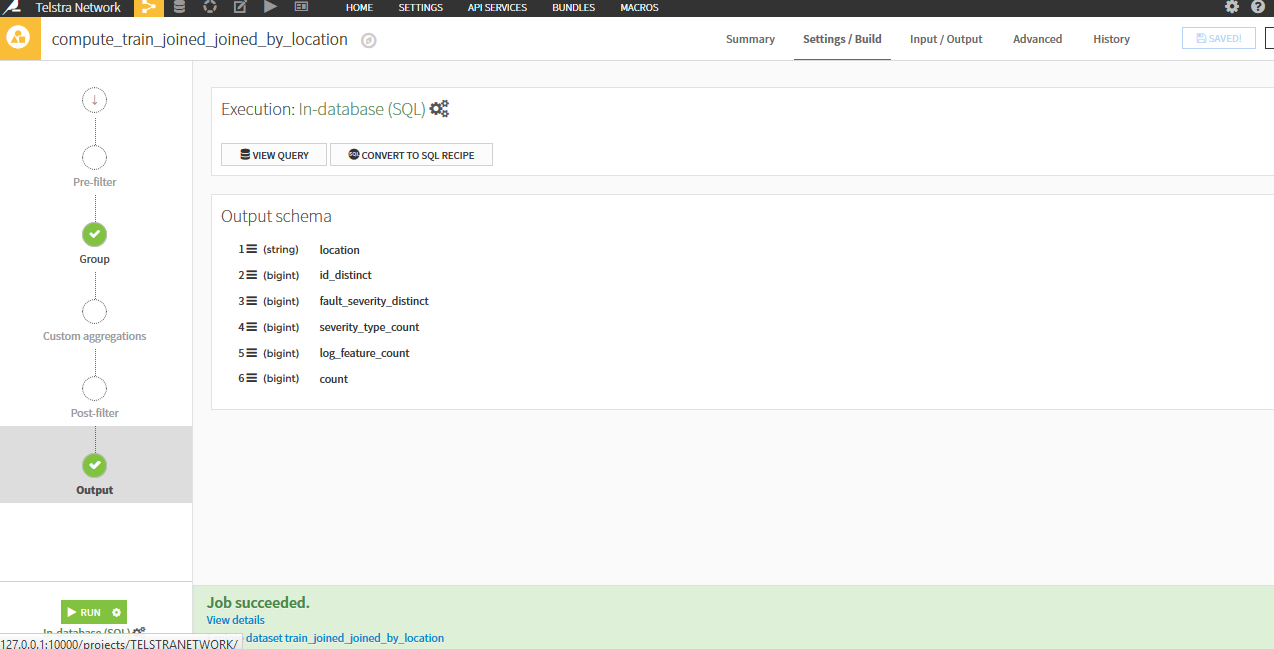 Telstra Network HOME SETTINGS API SERVICES BUNDLES MACROS
compute_train_joined_joined_by_location Summary Settings / Build Input / Output Advanced History SAVED!
Pre-filter
Group
Custom aggregations
Post-filter
Output
RUN
In-database (SQL)
Execution: In-database (SQL)
VIEW QUERY CONVERT TO SQL RECIPE
Output schema
1 (string) location
2 (bigint) id_distinct
3 (bigint) fault_severity_distinct
4 (bigint) severity_type_count
5 (bigint) log_feature_count
6 (bigint) count
Job succeeded.
View details
dataset train_joined_joined_by_location
127.0.0.1:10000/projects/TELSTRANETWORK/